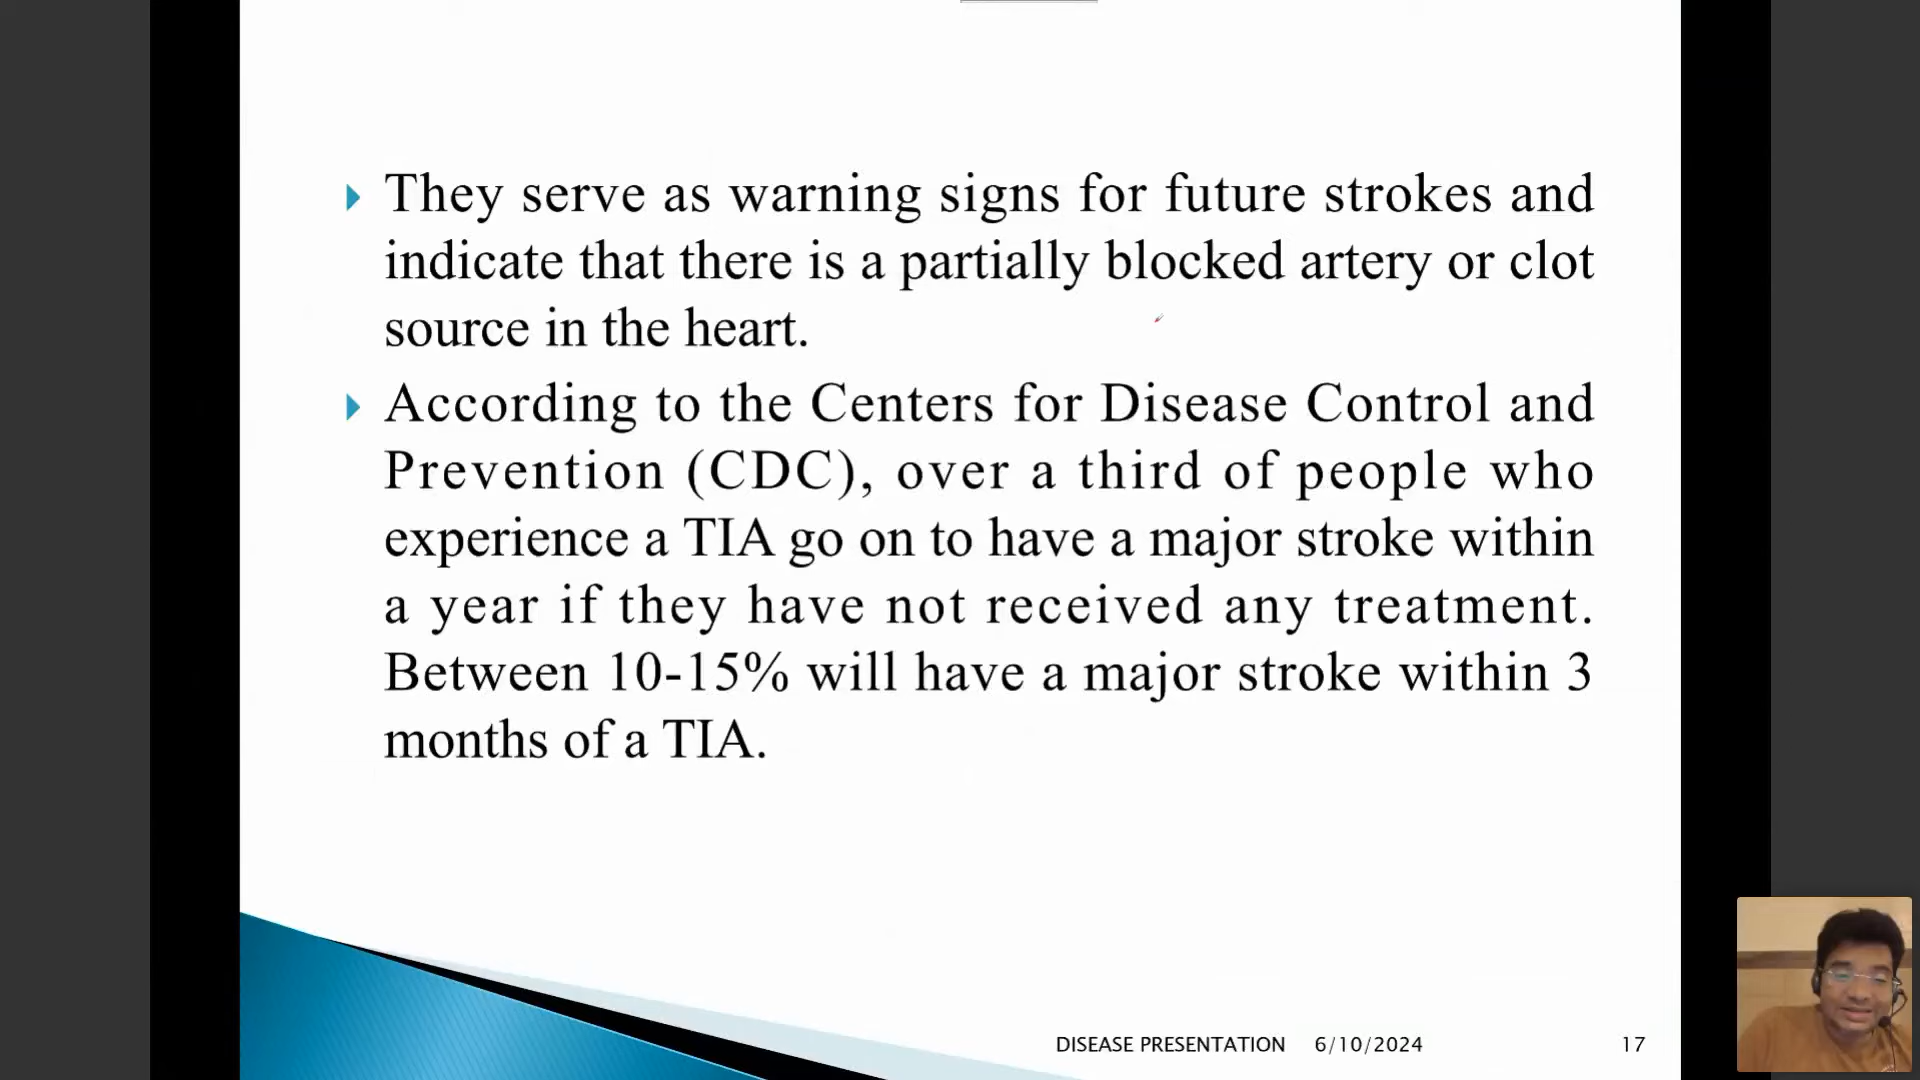 They serve as warning signs for future strokes and
indicate that there is a partially blocked artery or clot
source in the heart.
According to the Centers for Disease Control and
Prevention (CDC), over a third of people who
experience a TIA go on to have a major stroke within
a year if they have not received any treatment.
Between 10-15% will have a major stroke within 3
months of a TIA.
DISEASE PRESENTATION 6/10/2024 17